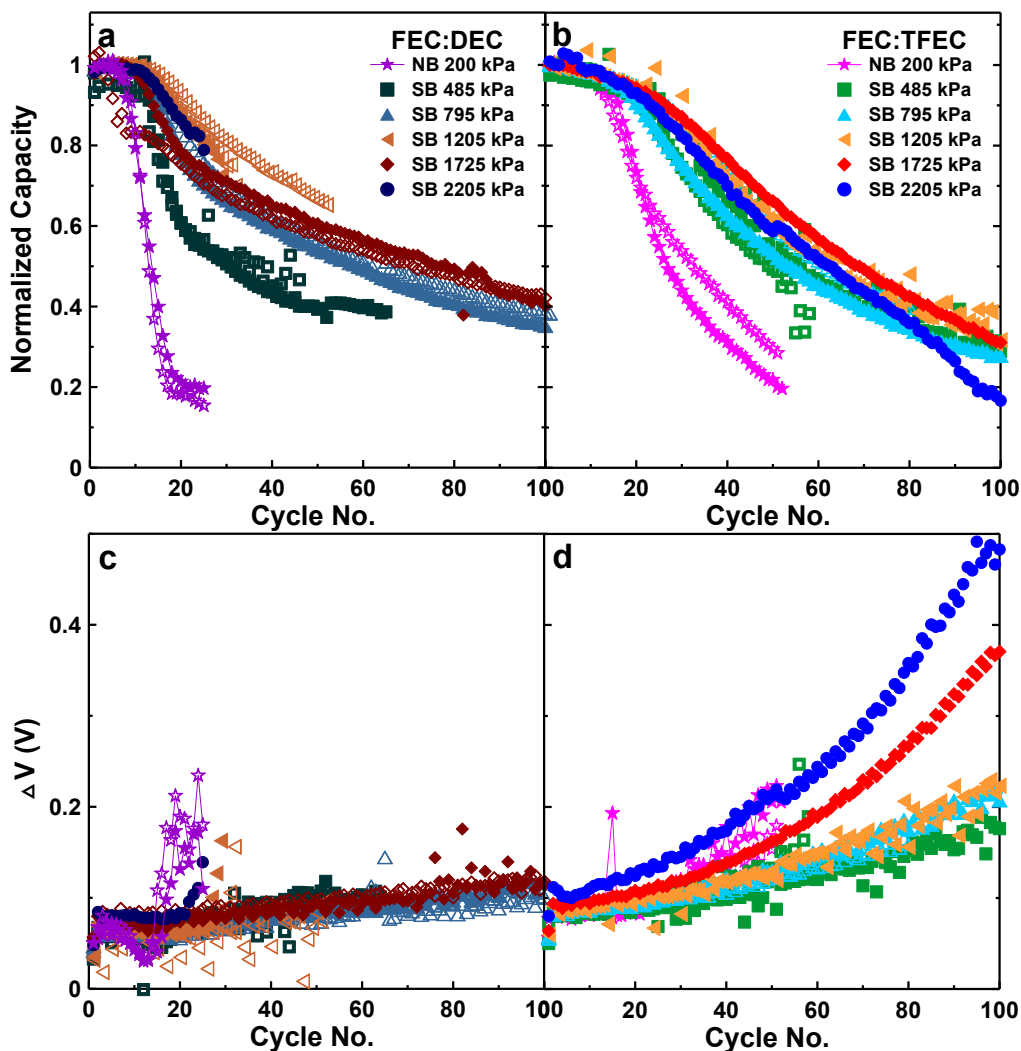 a
FEC:DEC
NB 200 kPa
SB 485 kPa
SB 795 kPa
SB 1205 kPa
SB 1725 kPa
SB 2205 kPa
b
FEC:TFEC
NB 200 kPa
SB 485 kPa
SB 795 kPa
SB 1205 kPa
SB 1725 kPa
SB 2205 kPa
Normalized Capacity
1
0.8
0.6
0.4
0.2
0
0 20 40 60 80 100 20 40 60 80 100
Cycle No. Cycle No.
c
d
△V (V)
0.4
0.2
0
0 20 40 60 80 100 20 40 60 80 100
Cycle No. Cycle No.